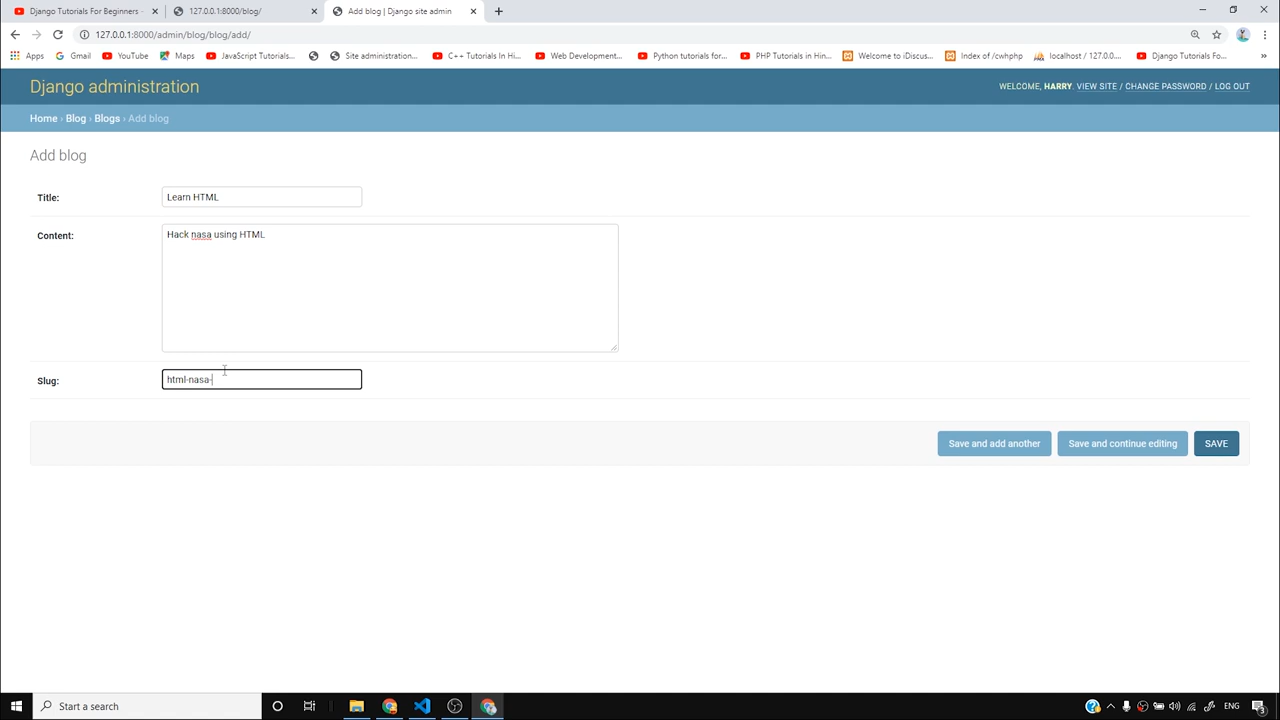 Django Tutorials For Beginners -
127.0.0.1:8000/blog/
Add blog | Django site admin
127.0.0.1:8000/admin/blog/blog/add/
Apps
Gmail
YouTube
Maps
JavaScript Tutorials...
Site administration...
C++ Tutorials In Hi...
Web Development...
Python tutorials for...
PHP Tutorials in Hin...
Welcome to iDiscus...
Index of /cwhphp
localhost / 127.0.0....
Django Tutorials Fo...
»
Django administration
WELCOME, HARRY. VIEW SITE / CHANGE PASSWORD / LOG OUT
Home › Blog › Blogs › Add blog
Add blog
Title:
Learn HTML
Content:
Hack nasa using HTML
Slug:
html-nasa-
Save and add another
Save and continue editing
SAVE
Start a search
ENG
3